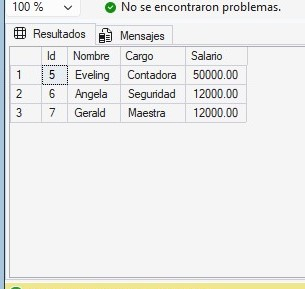 100 % No se encontraron problemas.
Resultados Mensajes
Id Nombre Cargo Salario
1 5 Eveling Contadora 50000.00
2 6 Angela Seguridad 12000.00
3 7 Gerald Maestra 12000.00